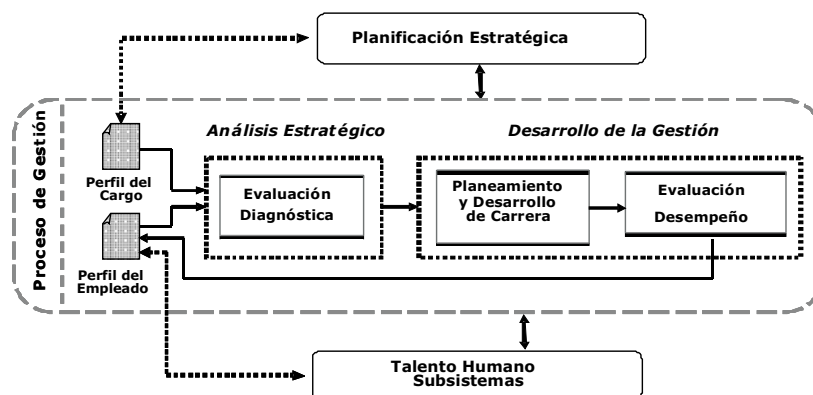 Planificación Estratégica
Proceso de Gestión
Análisis Estratégico
Desarrollo de la Gestión
Perfil del
Cargo
Evaluación
Diagnóstica
Planeamiento
y Desarrollo
de Carrera
Evaluación
Desempeño
Perfil del
Empleado
Talento Humano
Subsistemas